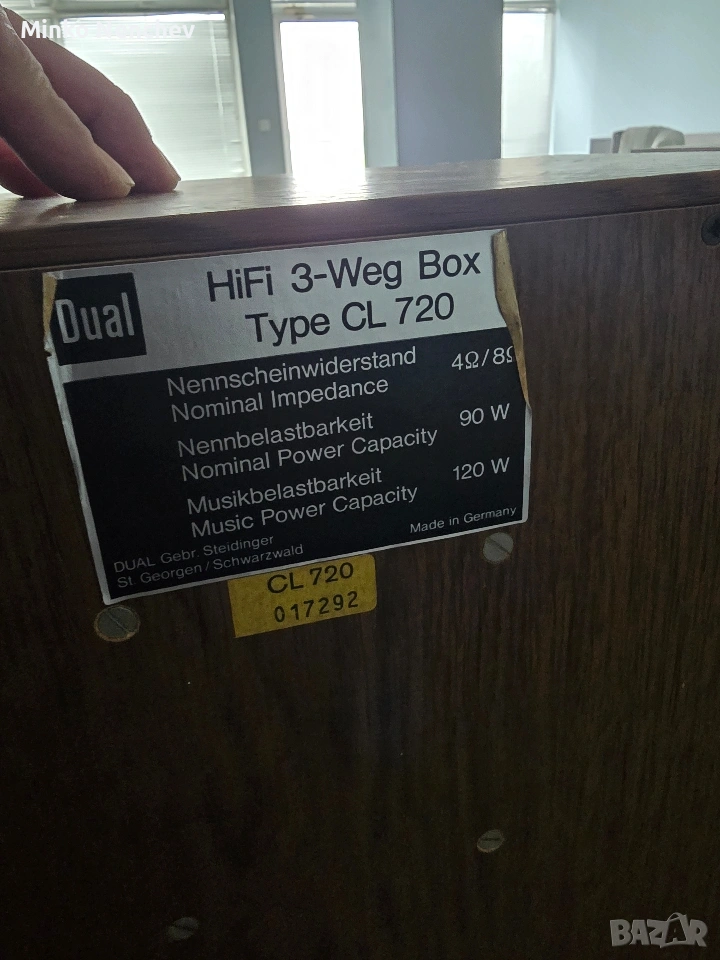 Dual
HiFi 3-Weg Box
Type CL 720
Nennscheinwiderstand
Nominal Impedance
4Ω/8Ω
Nennbelastbarkeit
Nominal Power Capacity
90 W
Musikbelastbarkeit
Music Power Capacity
120 W
DUAL Gebr. Steidinger
St. Georgen/Schwarzwald
Made in Germany
CL 720
017292
BAZAR